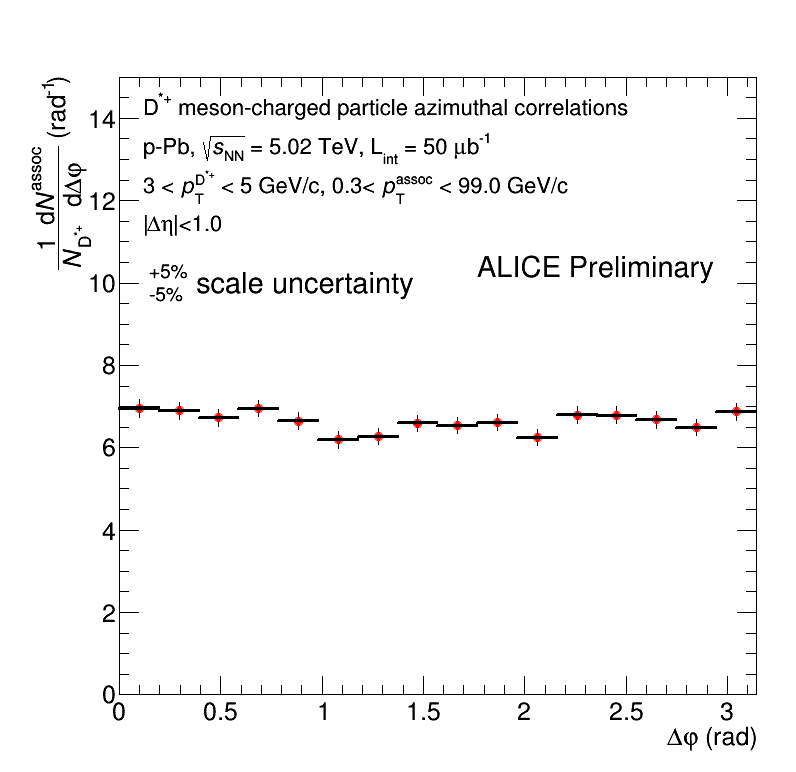 D*+ meson-charged particle azimuthal correlations
p-Pb, √sNN = 5.02 TeV, Lint = 50 μb-1
3 < pTD*+ < 5 GeV/c, 0.3< pTassoc < 99.0 GeV/c
|Δη|<1.0
+5%
-5% scale uncertainty
ALICE Preliminary
1 dNassoc
ND*+ dΔφ (rad-1)
14
12
10
8
6
4
2
0
0 0.5 1 1.5 2 2.5 3
Δφ (rad)